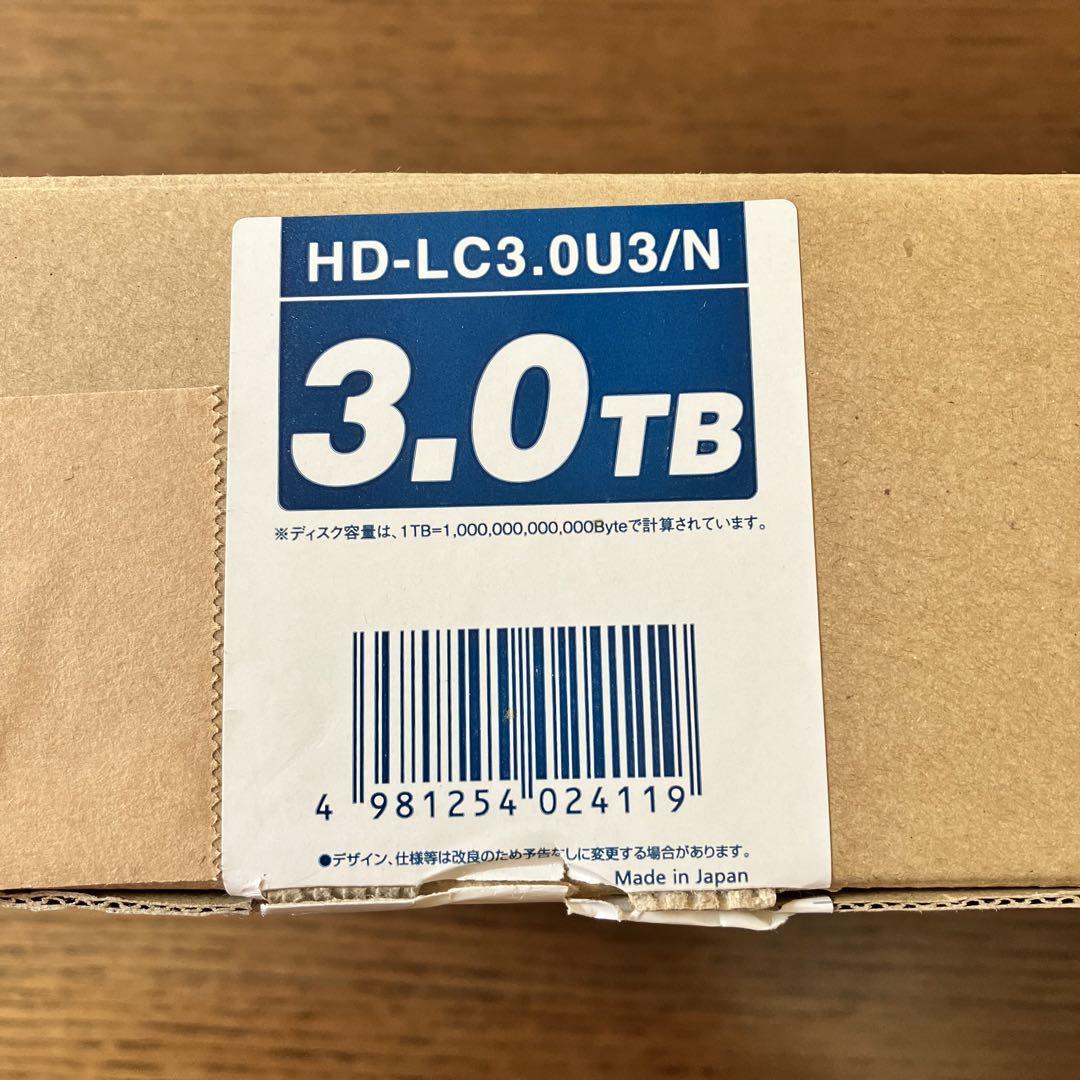 HD-LC3.0U3/N
3.0TB
※ディスク容量は、1TB=1,000,000,000,000Byteで計算されています。
4 981254 024119
●デザイン、仕様等は改良のため予告なしに変更する場合があります。
Made in Japan